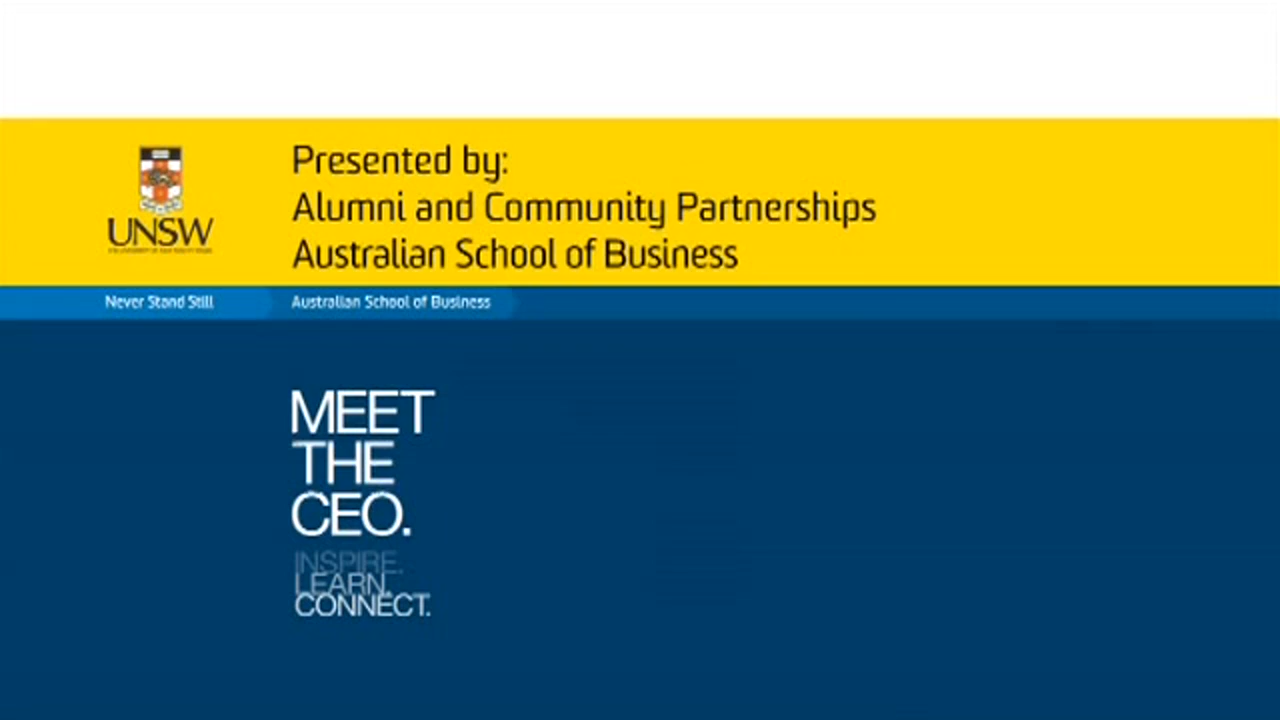 Presented by:
Alumni and Community Partnerships
Australian School of Business
UNSW
Never Stand Still
Australian School of Business
MEET
THE
CEO.
INSPIRE.
LEARN.
CONNECT.